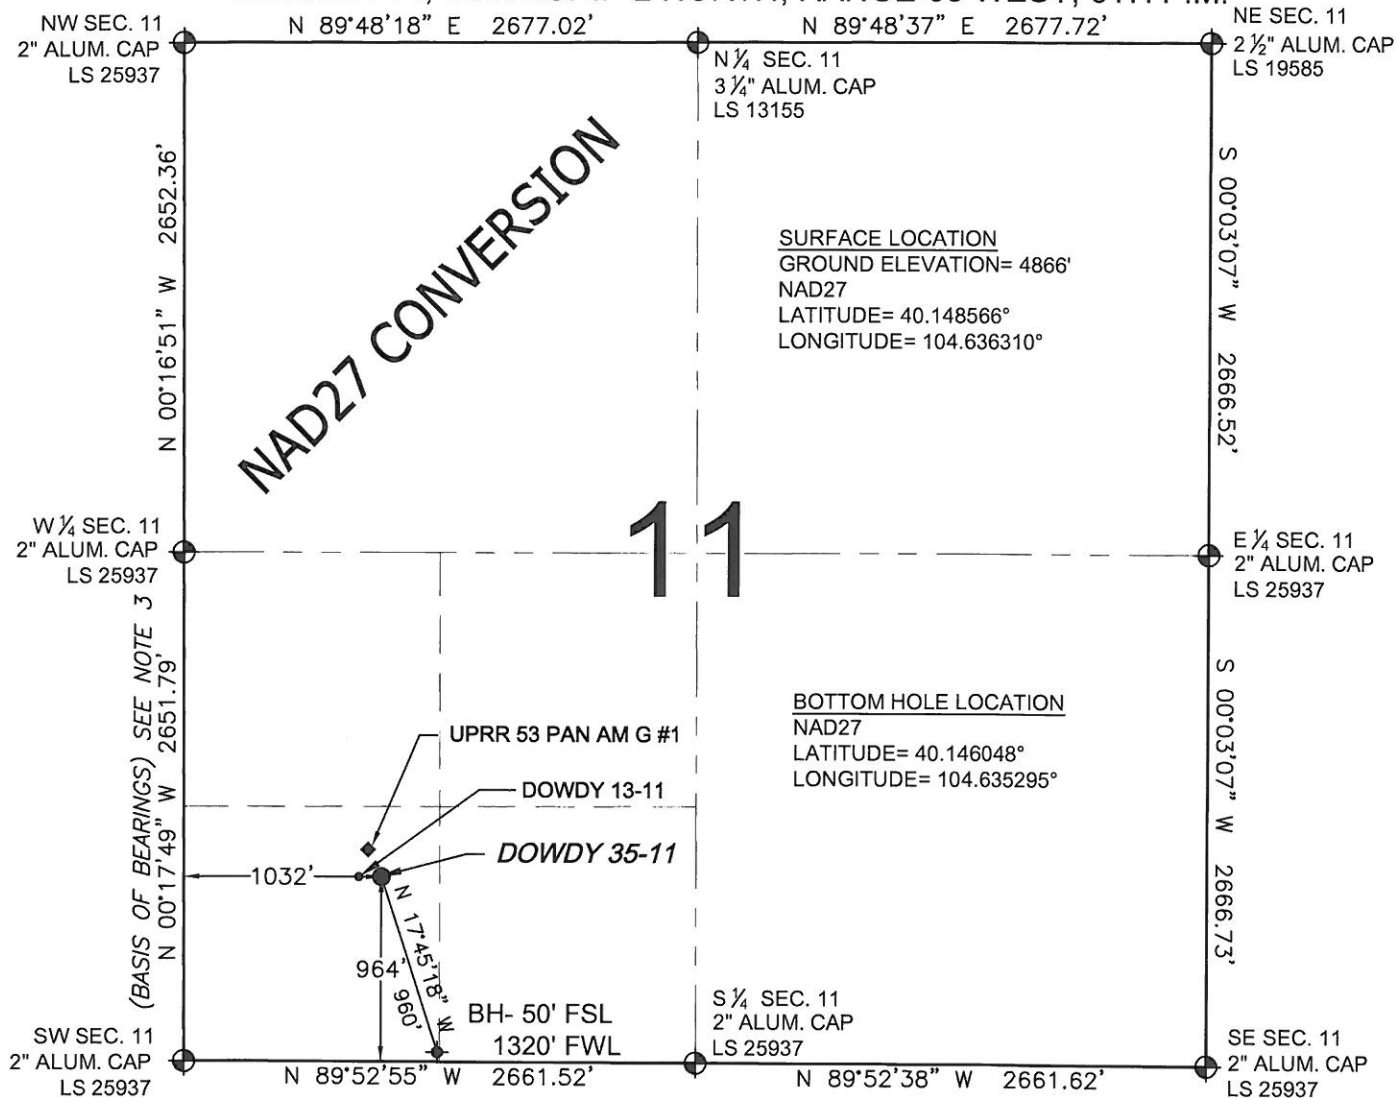 N 89°48'18" E 2677.02'
N 89°48'37" E 2677.72'
NW SEC. 11
2" ALUM. CAP
LS 25937
N ¼ SEC. 11
3 ¼" ALUM. CAP
LS 13155
NE SEC. 11
2 ½" ALUM. CAP
LS 19585
N 00°16'51" W 2652.36'
NAD27 CONVERSION
SURFACE LOCATION
GROUND ELEVATION= 4866'
NAD27
LATITUDE= 40.148566°
LONGITUDE= 104.636310°
S 00°03'07" W 2666.52'
W ¼ SEC. 11
2" ALUM. CAP
LS 25937
11
E ¼ SEC. 11
2" ALUM. CAP
LS 25937
(BASIS OF BEARINGS) SEE NOTE 3
N 00°17'49" W 2651.79'
UPRR 53 PAN AM G #1
DOWDY 13-11
DOWDY 35-11
1032'
964'
N 17°45'18" W
960'
BH- 50' FSL
1320' FWL
BOTTOM HOLE LOCATION
NAD27
LATITUDE= 40.146048°
LONGITUDE= 104.635295°
S 00°03'07" W 2666.73'
SW SEC. 11
2" ALUM. CAP
LS 25937
S ¼ SEC. 11
2" ALUM. CAP
LS 25937
SE SEC. 11
2" ALUM. CAP
LS 25937
N 89°52'55" W 2661.52'
N 89°52'38" W 2661.62'